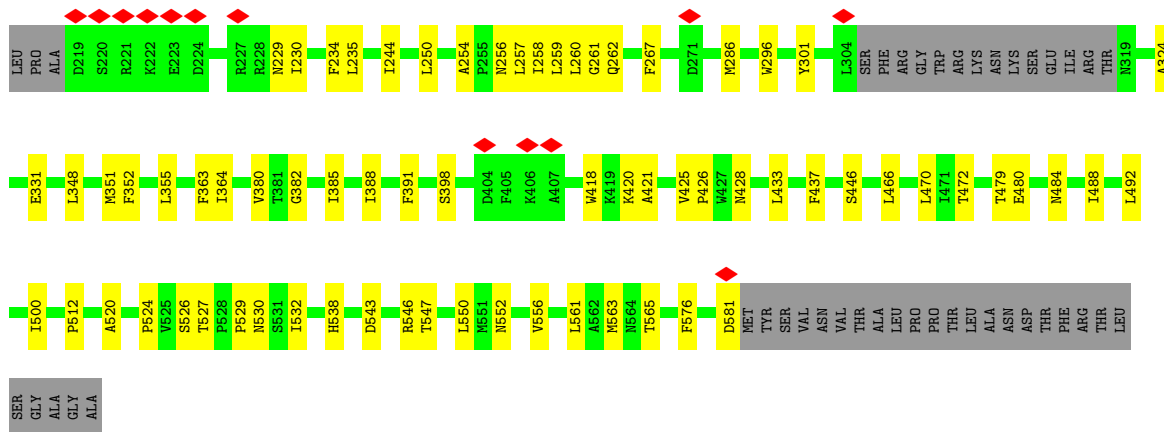 LEU PRO ALA D219 S220 R221 K222 E223 D224 R227 R228 N229 I230 F234 L235 I244 L250 A254 P255 N256 L257 I258 L259 L260 G261 Q262 F267 D271 M286 W296 Y301 L304 SER PHE ARG GLY TRP ARG LYS ASN LYS SER GLU ILE ARG THR N319 A324
E331 L348 M351 F352 L355 F363 I364 V380 T381 G382 I385 I388 F391 S398 D404 F405 K406 A407 W418 K419 K420 A421 V425 P426 W427 N428 L433 F437 S446 L466 L470 I471 T472 T479 E480 N484 I488 L492
I500 P512 A520 P524 V525 S526 T527 P528 P529 N530 S531 I532 H538 D543 R546 T547 L550 M551 N552 V556 L561 A562 M563 N564 T565 F576 D581 MET TYR SER VAL ASN VAL THR ALA LEU PRO PRO THR LEU ALA ASN ASP THR PHE ARG THR LEU
SER GLY ALA GLY ALA